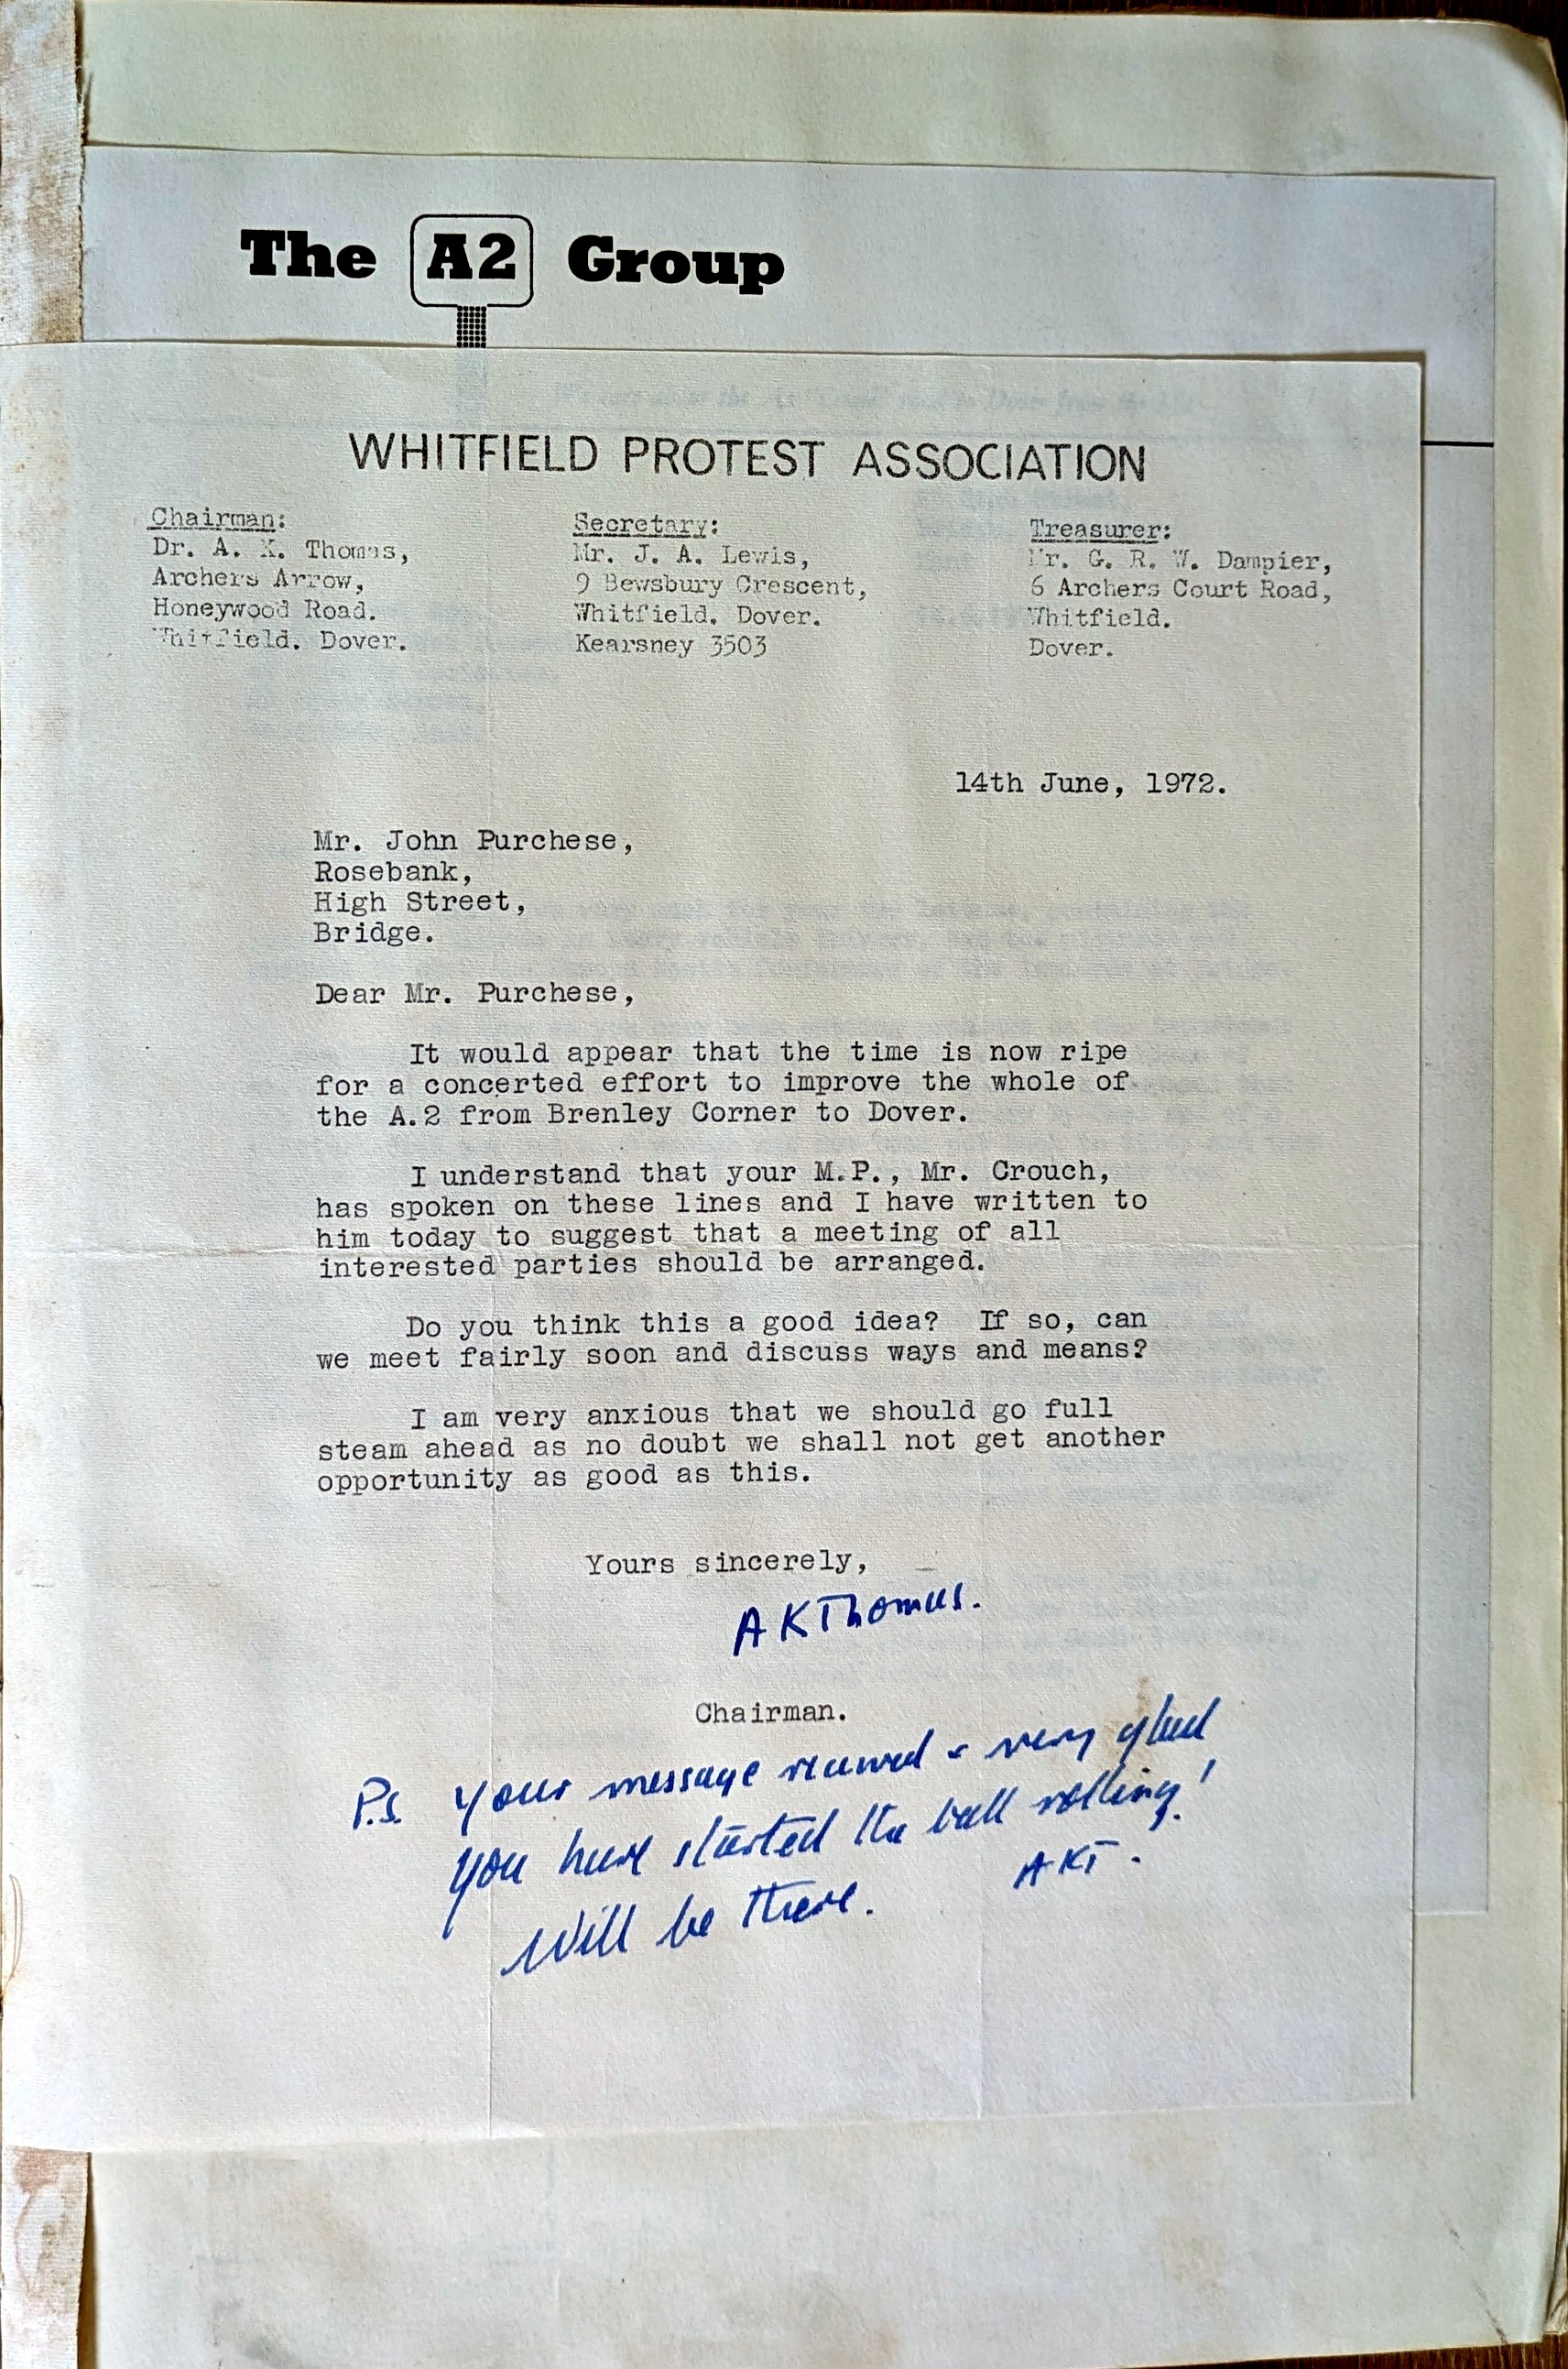 The A2 Group
WHITFIELD PROTEST ASSOCIATION
Chairman:
Dr. A. K. Thomas,
Archers Arrow,
Honeywood Road.
Whitfield. Dover.
Secretary:
Mr. J. A. Lewis,
9 Bewsbury Crescent,
Whitfield. Dover.
Kearsney 3503
Treasurer:
Mr. G. R. W. Dampier,
6 Archers Court Road,
Whitfield.
Dover.
14th June, 1972.
Mr. John Purchese,
Rosebank,
High Street,
Bridge.
Dear Mr. Purchese,
It would appear that the time is now ripe
for a concerted effort to improve the whole of
the A.2 from Brenley Corner to Dover.
I understand that your M.P., Mr. Crouch,
has spoken on these lines and I have written to
him today to suggest that a meeting of all
interested parties should be arranged.
Do you think this a good idea? If so, can
we meet fairly soon and discuss ways and means?
I am very anxious that we should go full
steam ahead as no doubt we shall not get another
opportunity as good as this.
Yours sincerely,
A K Thomas.
Chairman.
P.S. Your message received & very glad
you have started the ball rolling!
Will be there. AKT.